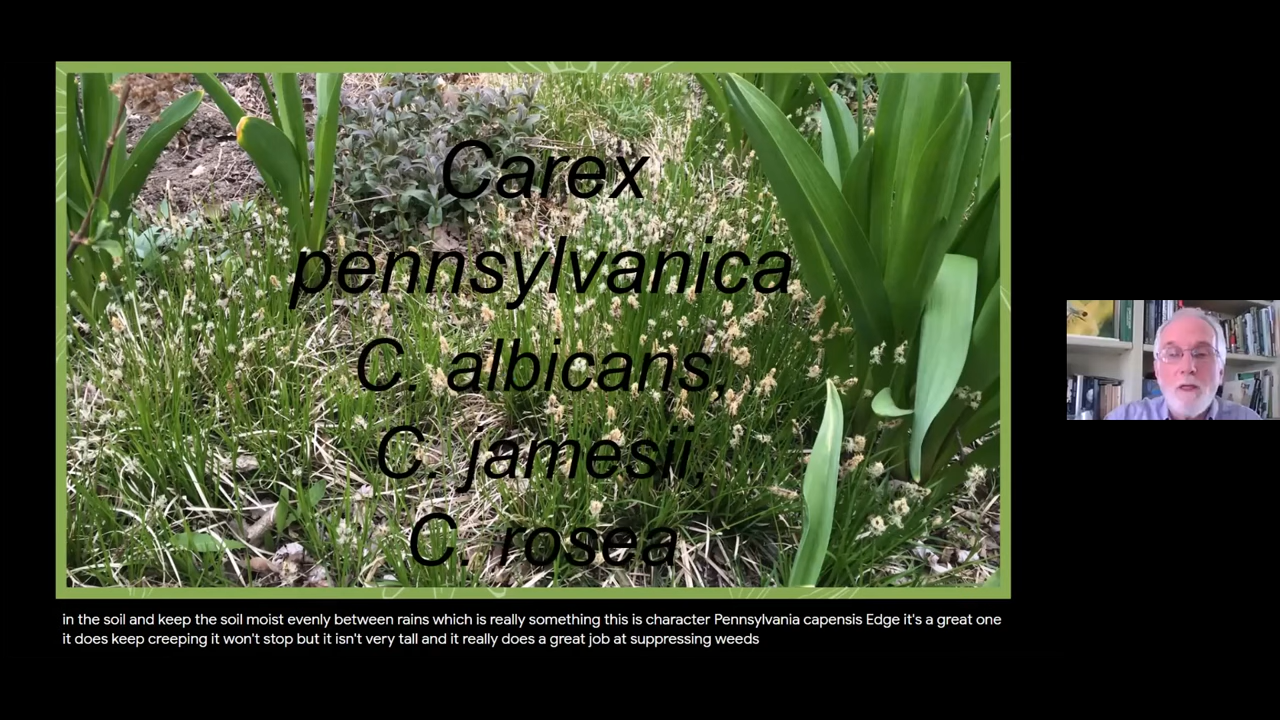 Carex
pennsylvanica
C. albicans,
C. jamesii,
C. rosea
in the soil and keep the soil moist evenly between rains which is really something this is character Pennsylvania capensis Edge it's a great one
it does keep creeping it won't stop but it isn't very tall and it really does a great job at suppressing weeds